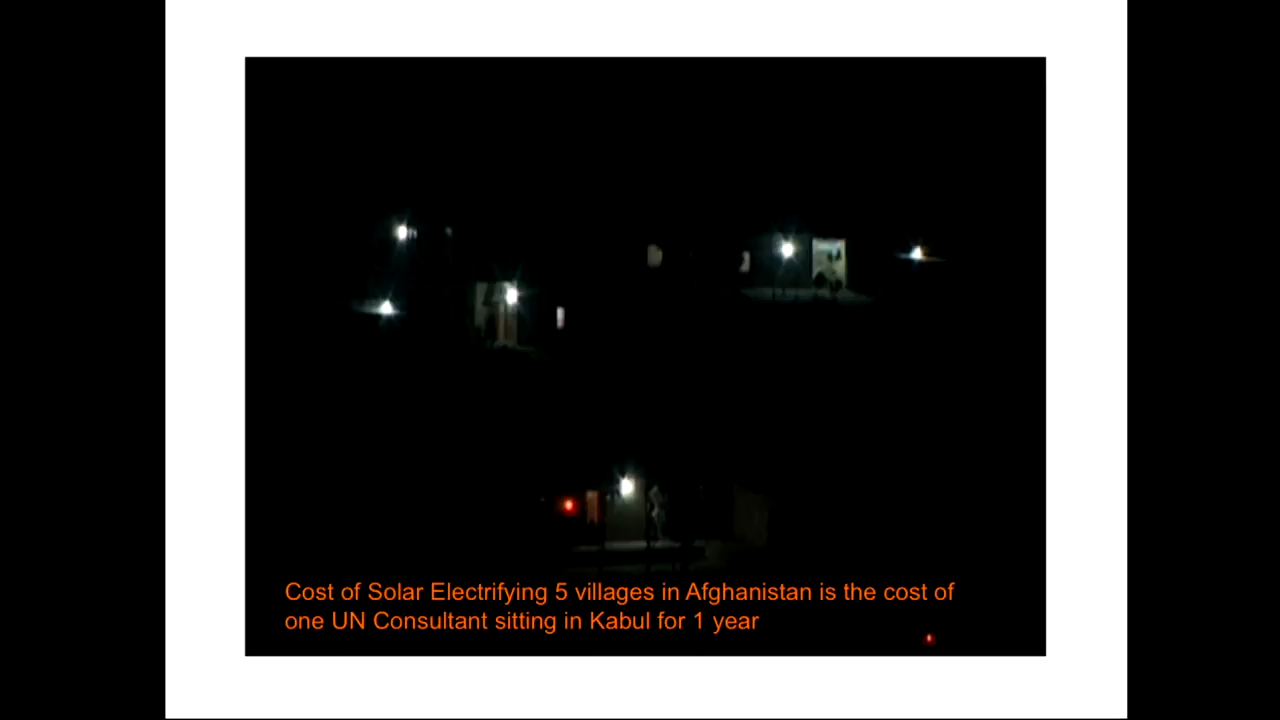 Cost of Solar Electrifying 5 villages in Afghanistan is the cost of
one UN Consultant sitting in Kabul for 1 year